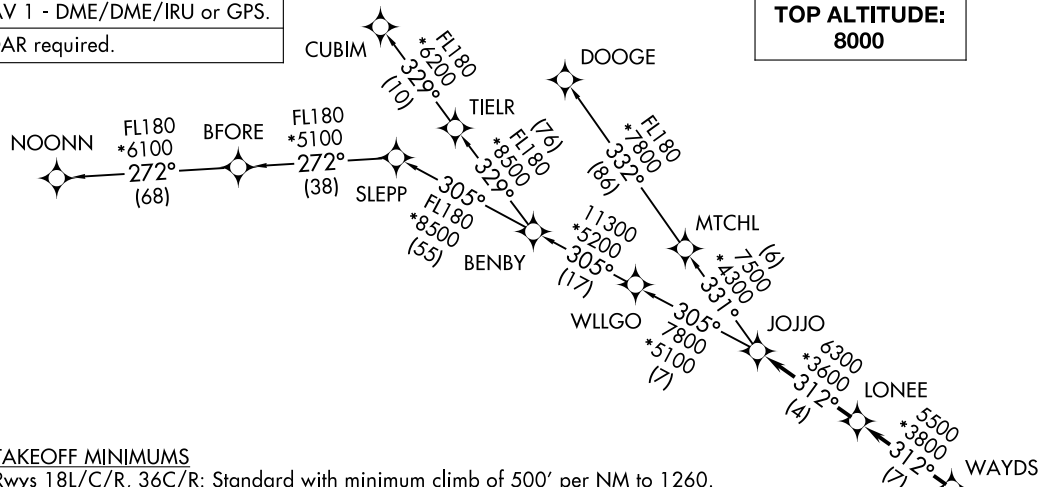 AV 1 - DME/DME/IRU or GPS.
DAR required.
TOP ALTITUDE:
8000
CUBIM
FL180
*6200
329°
(10)
DOOGE
TIELR
FL180
*7800
332°
(86)
NOONN
FL180
*6100
272°
(68)
BFORE
FL180
*5100
272°
(38)
SLEPP
(76)
FL180
*8500
329°
305°
FL180
*8500
(55)
BENBY
11300
*5200
305°
(17)
MTCHL
(6)
7500
*4300
331°
WLLGO
305°
7800
*5100
(7)
JOJJO
6300
*3600
312°
(4)
LONEE
5500
*3800
312°
(7)
WAYDS
TAKEOFF MINIMUMS
Rwys 18L/C/R, 36C/R: Standard with minimum climb of 500' per NM to 1260.